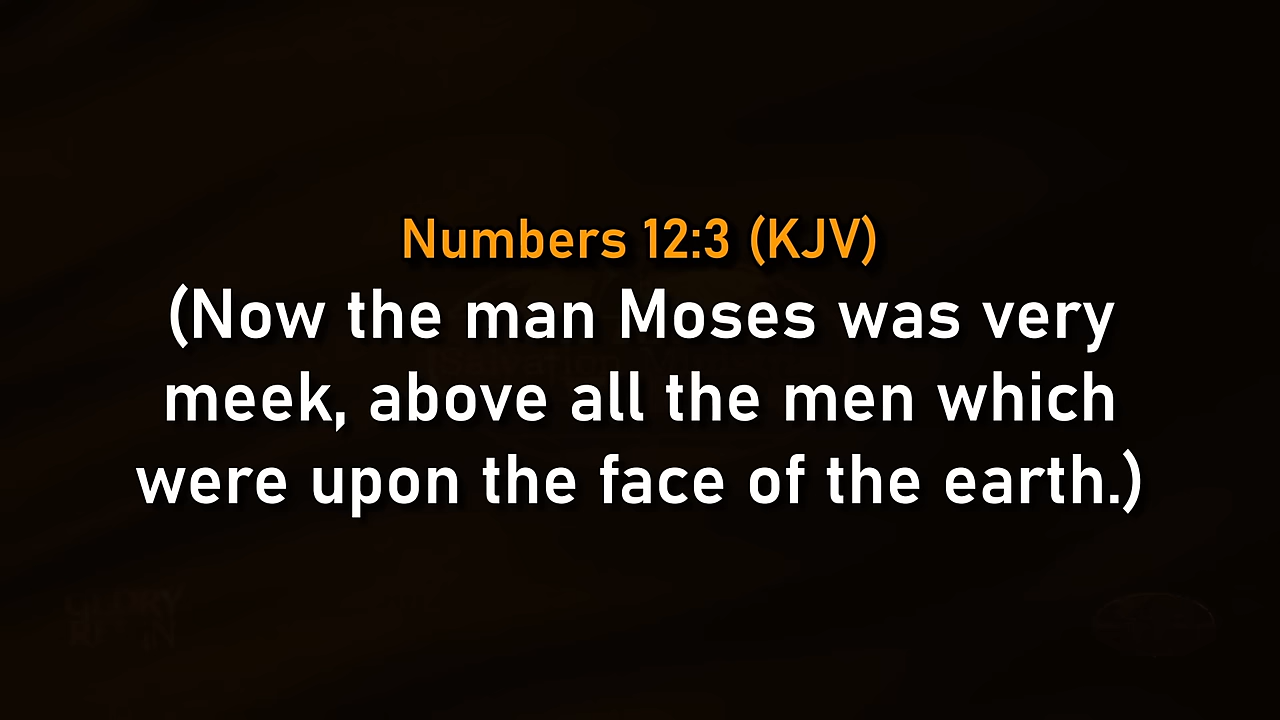 Numbers 12:3 (KJV)
(Now the man Moses was very
meek, above all the men which
were upon the face of the earth.)